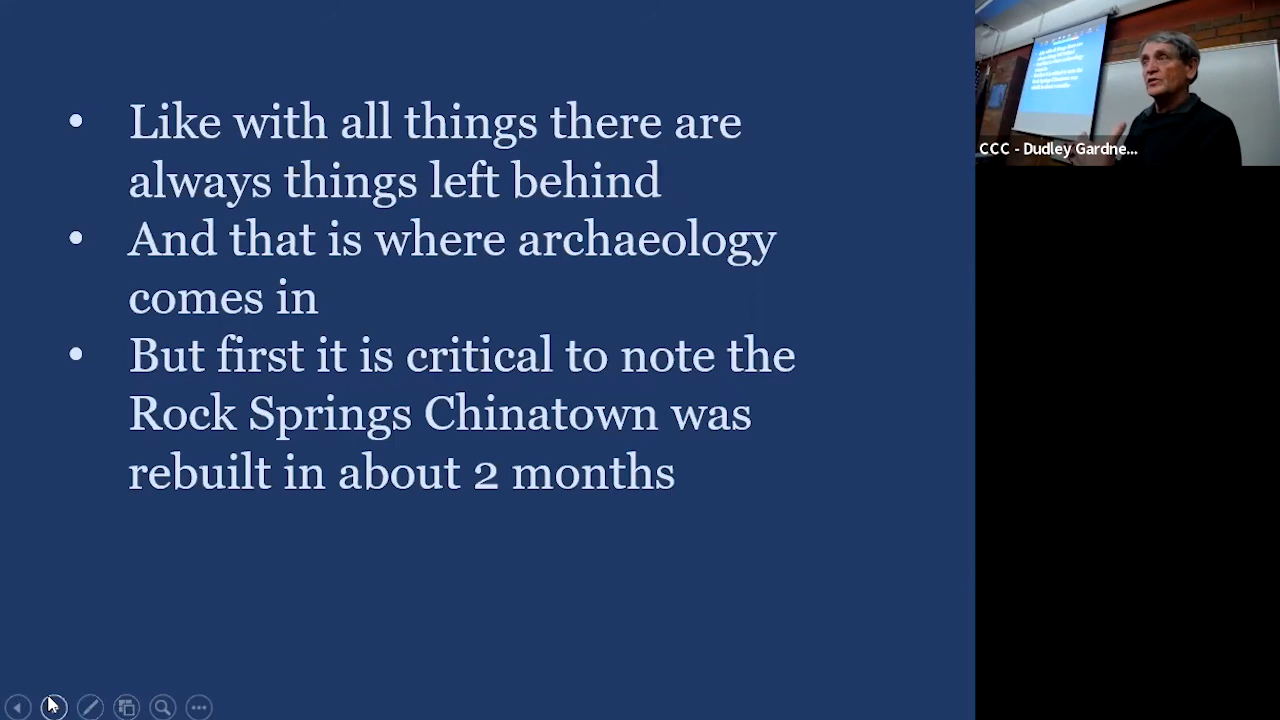 • Like with all things there are
always things left behind
• And that is where archaeology
comes in
• But first it is critical to note the
Rock Springs Chinatown was
rebuilt in about 2 months
CCC - Dudley Gardne...